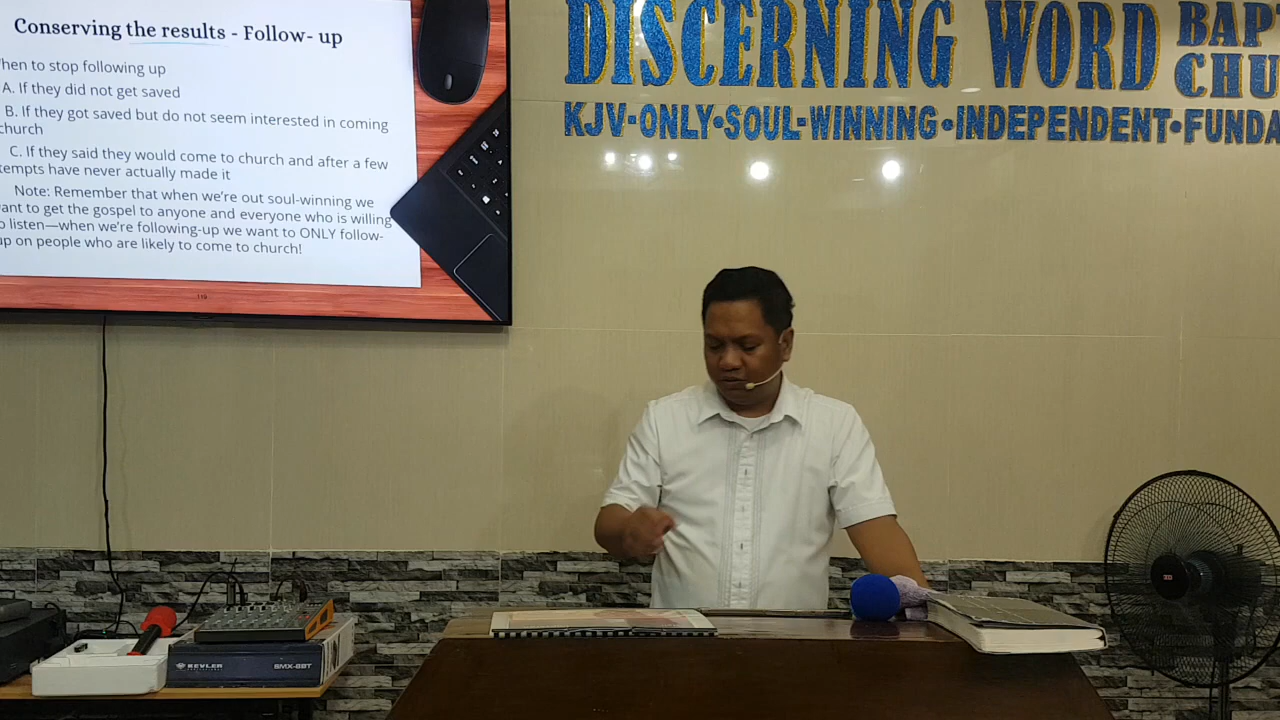 Conserving the results - Follow- up
hen to stop following up
A. If they did not get saved
B. If they got saved but do not seem interested in coming
church
C. If they said they would come to church and after a few
tempts have never actually made it
Note: Remember that when we're out soul-winning we
ant to get the gospel to anyone and everyone who is willing
o listen—when we're following-up we want to ONLY follow-
up on people who are likely to come to church!
119
DISCERNING WORD BAPT
CHU
KJV-ONLY•SOUL-WINNING•INDEPENDENT•FUNDA
KEVLER
BMX-8BT